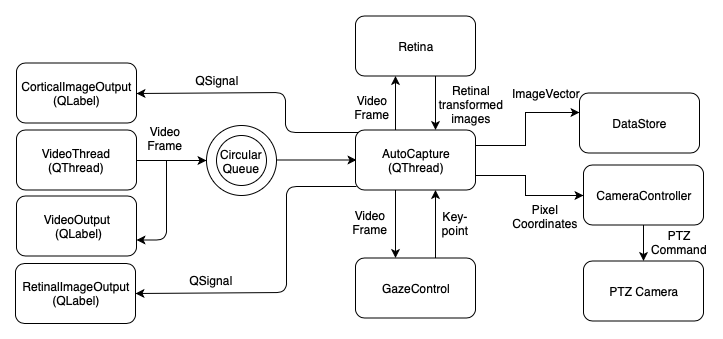 Retina
CorticalImageOutput
(QLabel)
QSignal
Video
Frame
Retinal
transformed
images
ImageVector
DataStore
VideoThread
(QThread)
Video
Frame
Circular
Queue
AutoCapture
(QThread)
CameraController
VideoOutput
(QLabel)
Video
Frame
Key-
point
Pixel
Coordinates
PTZ
Command
RetinalImageOutput
(QLabel)
QSignal
GazeControl
PTZ Camera